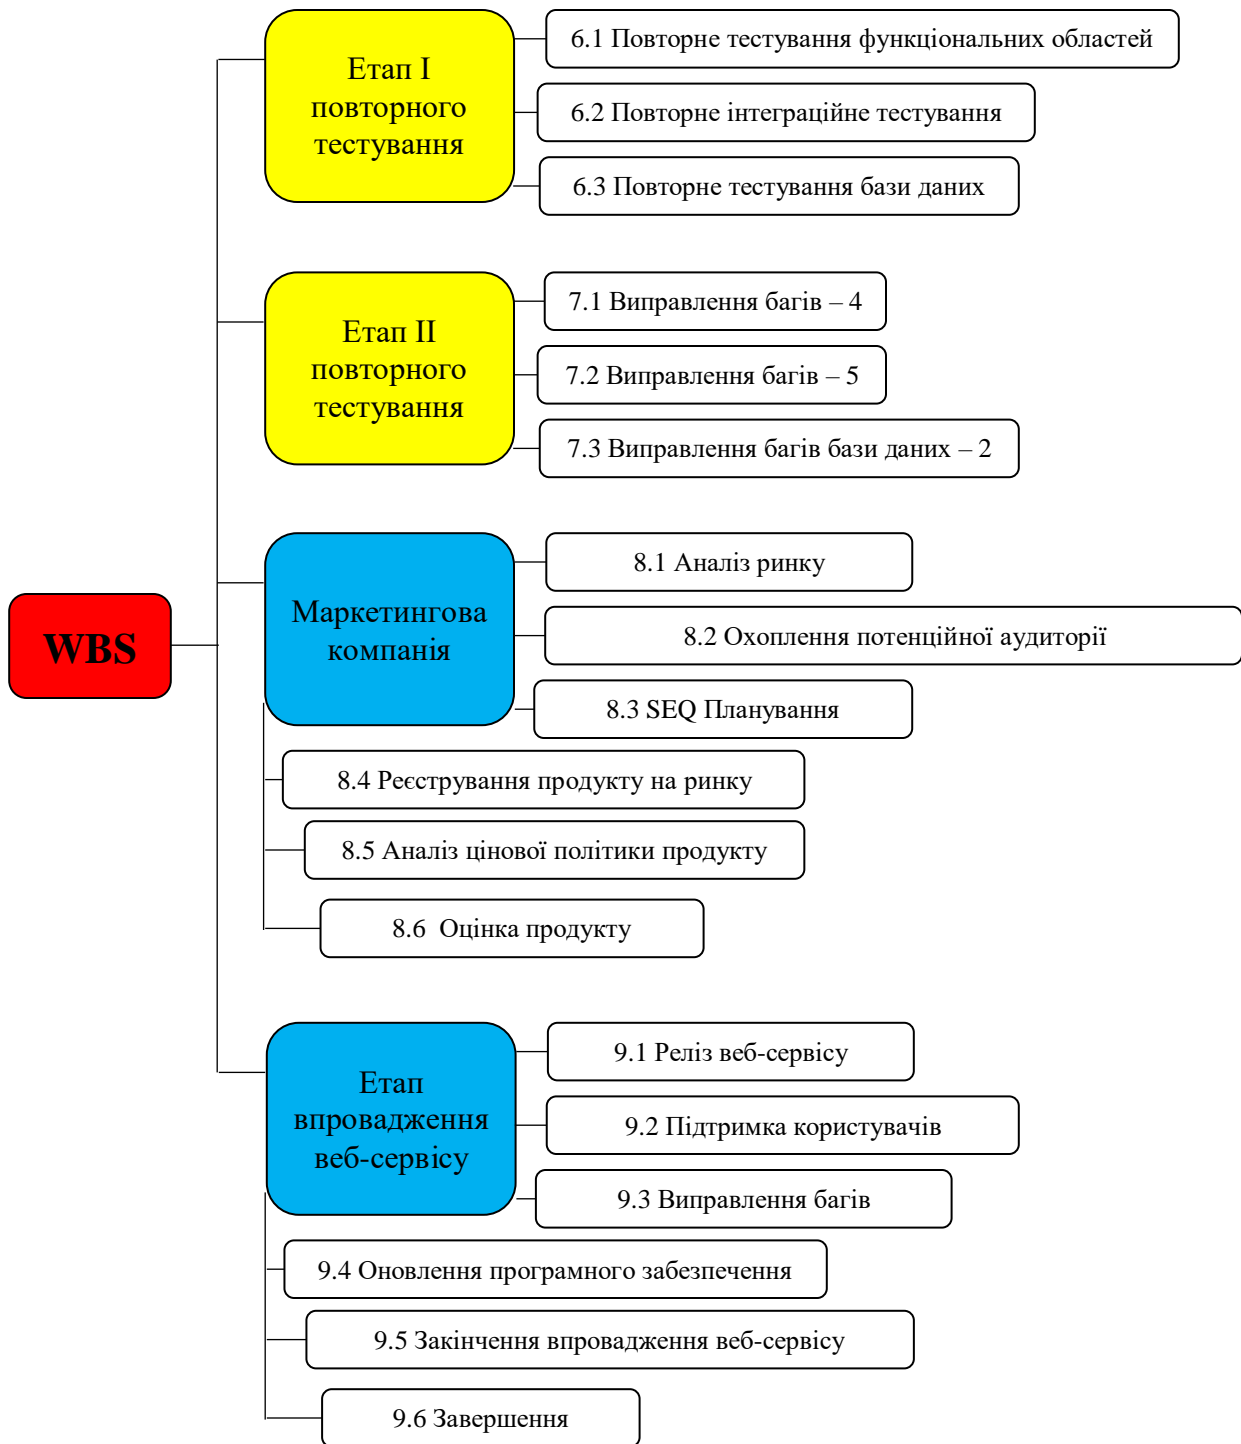 Етап І
повторного
тестування
6.1 Повторне тестування функціональних областей
6.2 Повторне інтеграційне тестування
6.3 Повторне тестування бази даних
Етап ІІ
повторного
тестування
7.1 Виправлення багів – 4
7.2 Виправлення багів – 5
7.3 Виправлення багів бази даних – 2
WBS
Маркетингова
компанія
8.1 Аналіз ринку
8.2 Охоплення потенційної аудиторії
8.3 SEQ Планування
8.4 Реєстрування продукту на ринку
8.5 Аналіз цінової політики продукту
8.6 Оцінка продукту
Етап
впровадження
веб-сервісу
9.1 Реліз веб-сервісу
9.2 Підтримка користувачів
9.3 Виправлення багів
9.4 Оновлення програмного забезпечення
9.5 Закінчення впровадження веб-сервісу
9.6 Завершення